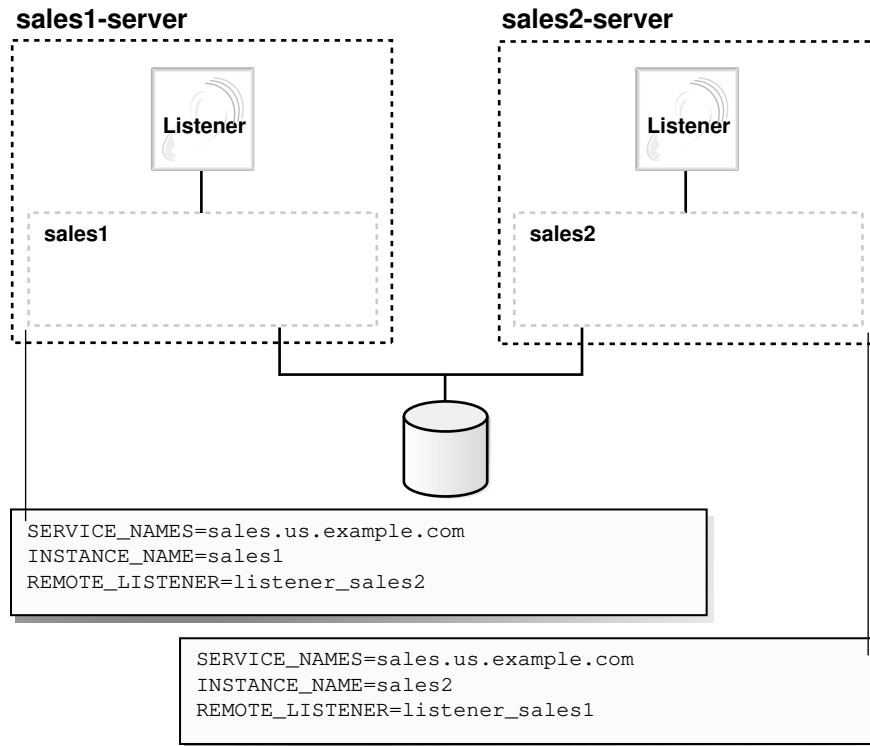 sales1-server
sales2-server
Listener
Listener
sales1
sales2
SERVICE_NAMES=sales.us.example.com
INSTANCE_NAME=sales1
REMOTE_LISTENER=listener_sales2
SERVICE_NAMES=sales.us.example.com
INSTANCE_NAME=sales2
REMOTE_LISTENER=listener_sales1